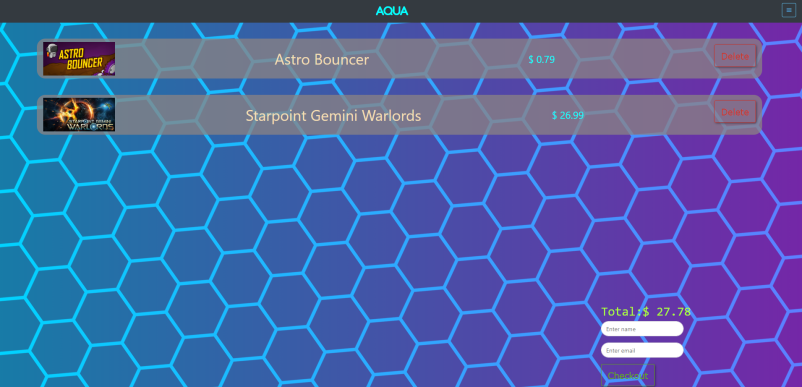 AQUA
ASTRO
BOUNCER
Astro Bouncer
$ 0.79
Delete
STARPOINT GEMINI
WARLORDS
Starpoint Gemini Warlords
$ 26.99
Delete
Total:$ 27.78
Enter name
Enter email
Checkout